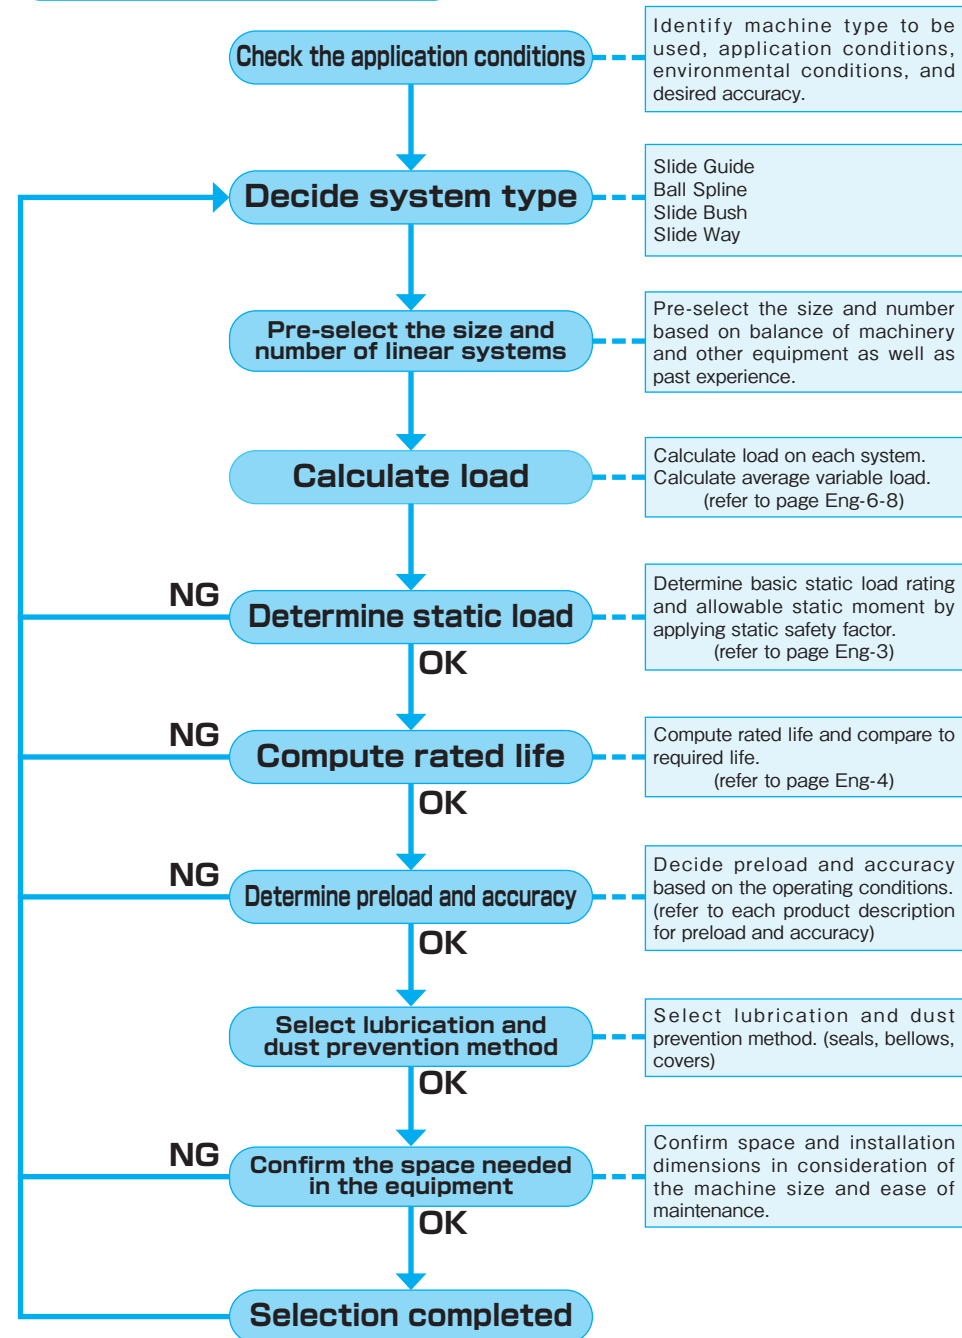 Check the application conditions
Identify machine type to be
used, application conditions,
environmental conditions, and
desired accuracy.
Decide system type
Slide Guide
Ball Spline
Slide Bush
Slide Way
Pre-select the size and
number of linear systems
Pre-select the size and number
based on balance of machinery
and other equipment as well as
past experience.
Calculate load
Calculate load on each system.
Calculate average variable load.
(refer to page Eng-6-8)
NG
Determine static load
OK
Determine basic static load rating
and allowable static moment by
applying static safety factor.
(refer to page Eng-3)
NG
Compute rated life
OK
Compute rated life and compare to
required life.
(refer to page Eng-4)
NG
Determine preload and accuracy
OK
Decide preload and accuracy
based on the operating conditions.
(refer to each product description
for preload and accuracy)
Select lubrication and
dust prevention method
OK
Select lubrication and dust
prevention method. (seals, bellows,
covers)
NG
Confirm the space needed
in the equipment
OK
Confirm space and installation
dimensions in consideration of
the machine size and ease of
maintenance.
Selection completed